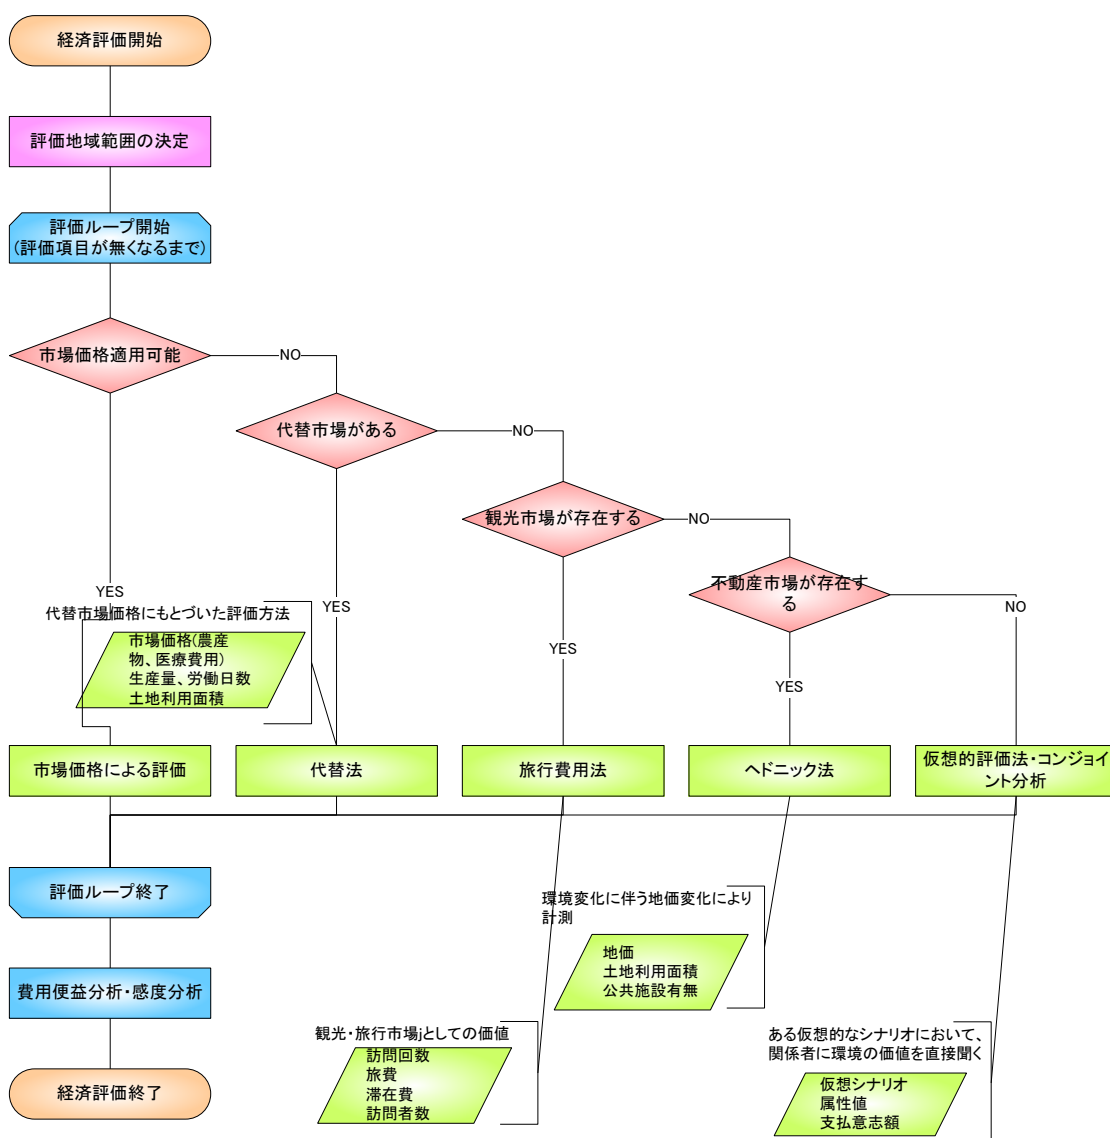 経済評価開始
評価地域範囲の決定
評価ループ開始
(評価項目が無くなるまで)
市場価格適用可能
NO
代替市場がある
NO
観光市場が存在する
NO
不動産市場が存在す
る
NO
YES
YES
YES
YES
代替市場価格にもとづいた評価方法
市場価格(農産
物、医療費用)
生産量、労働日数
土地利用面積
市場価格による評価
代替法
旅行費用法
ヘドニック法
仮想的評価法・コンジョイ
ント分析
評価ループ終了
費用便益分析・感度分析
経済評価終了
環境変化に伴う地価変化により
計測
地価
土地利用面積
公共施設有無
観光・旅行市場jとしての価値
訪問回数
旅費
滞在費
訪問者数
ある仮想的なシナリオにおいて、
関係者に環境の価値を直接聞く
仮想シナリオ
属性値
支払意志額